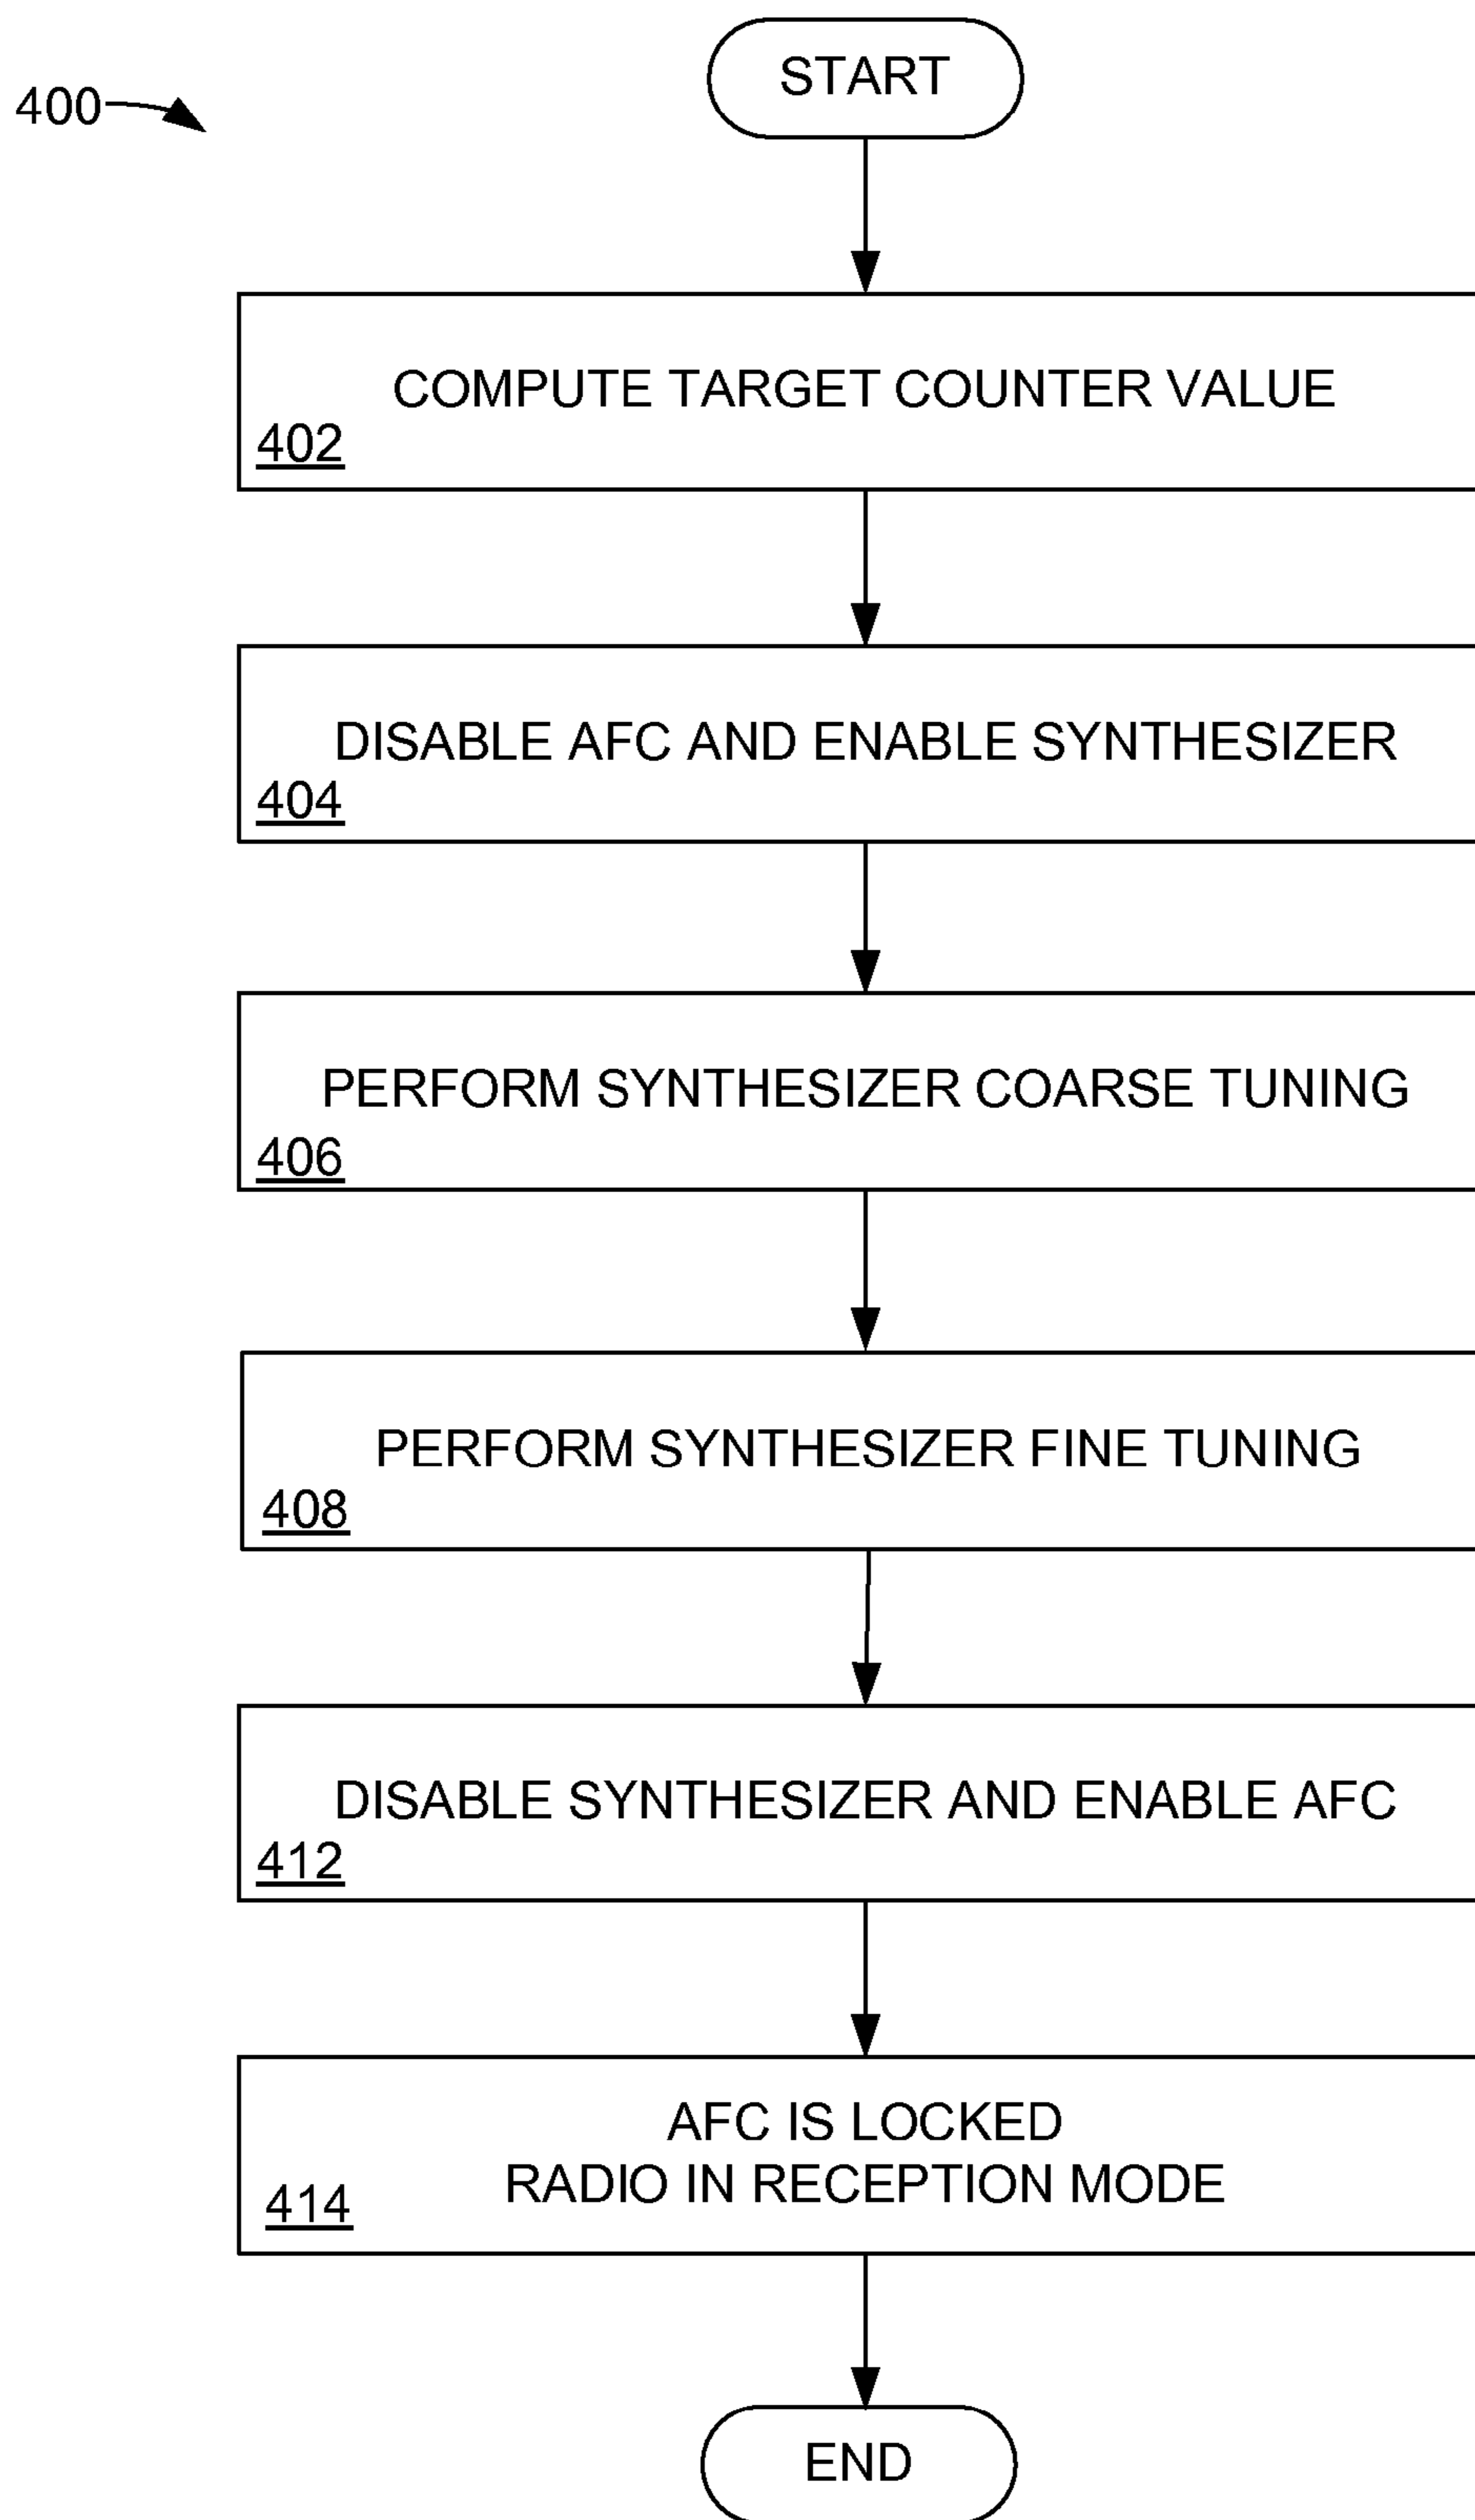 START
400
COMPUTE TARGET COUNTER VALUE
402
DISABLE AFC AND ENABLE SYNTHESIZER
404
PERFORM SYNTHESIZER COARSE TUNING
406
PERFORM SYNTHESIZER FINE TUNING
408
DISABLE SYNTHESIZER AND ENABLE AFC
412
AFC IS LOCKED
RADIO IN RECEPTION MODE
414
END